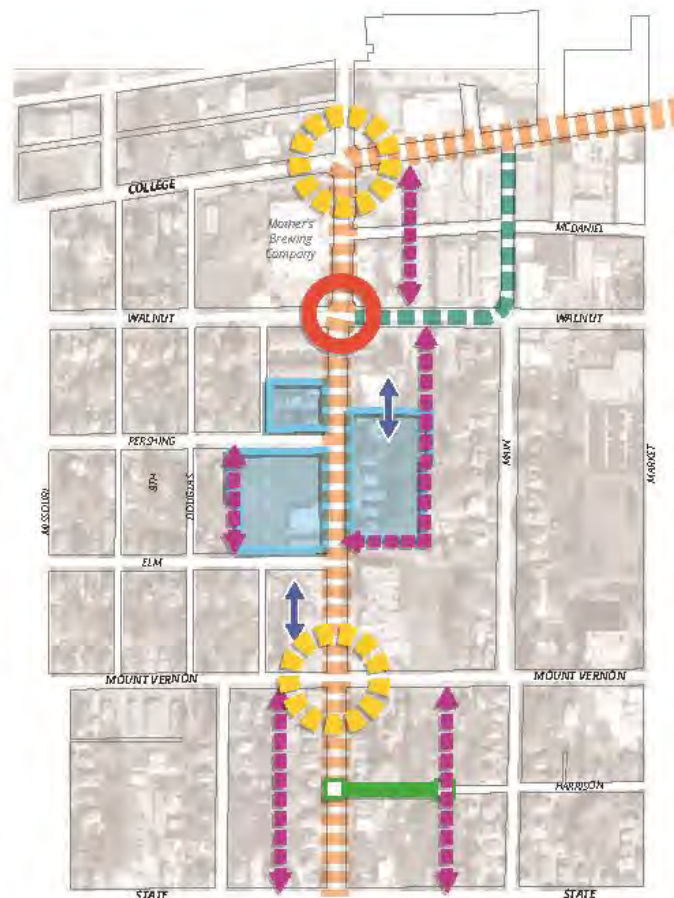 COLLEGE
Mother's
Brewing
Company
MCDANIEL
WALNUT
WALNUT
PERSHING
MISSOURI
8TH
DOUGLAS
MAIN
MARKET
ELM
MOUNT VERNON
MOUNT VERNON
HARRISON
STATE
STATE